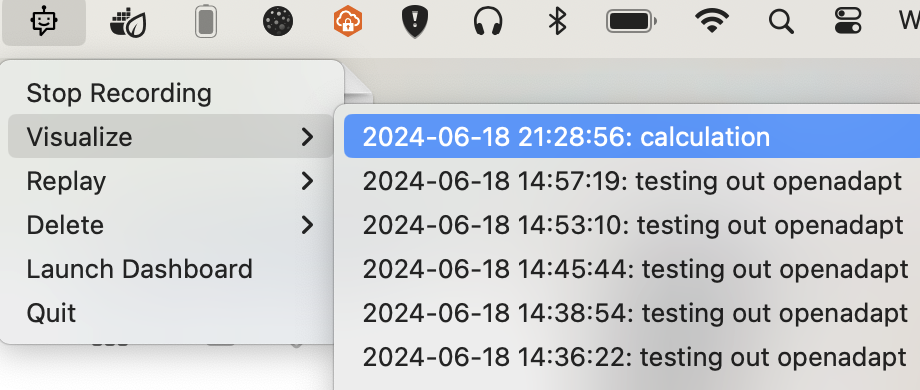 W
Stop Recording
Visualize
Replay
Delete
Launch Dashboard
Quit
2024-06-18 21:28:56: calculation
2024-06-18 14:57:19: testing out openadapt
2024-06-18 14:53:10: testing out openadapt
2024-06-18 14:45:44: testing out openadapt
2024-06-18 14:38:54: testing out openadapt
2024-06-18 14:36:22: testing out openadapt